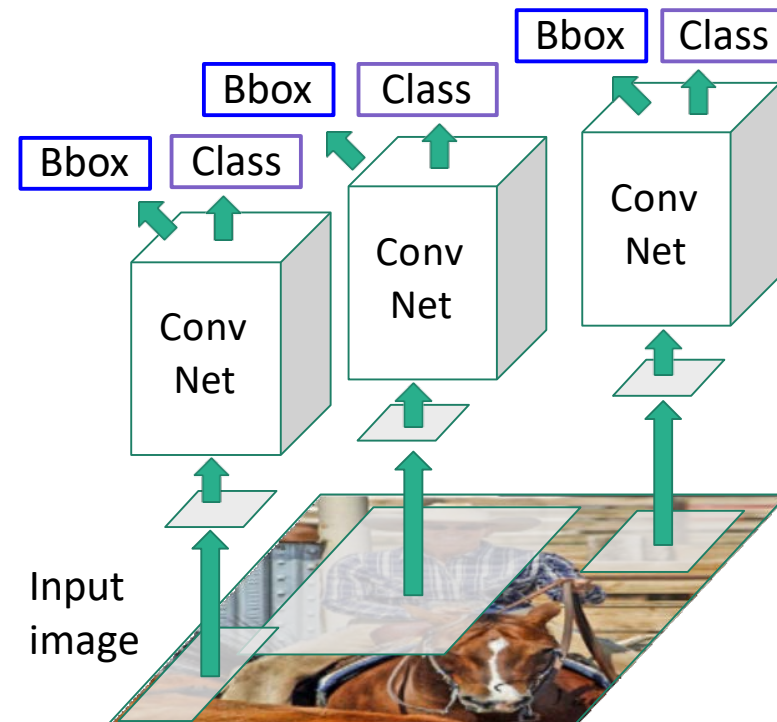 Bbox Class
Bbox Class
Bbox Class
Conv
Net
Conv
Net
Conv
Net
Input
image